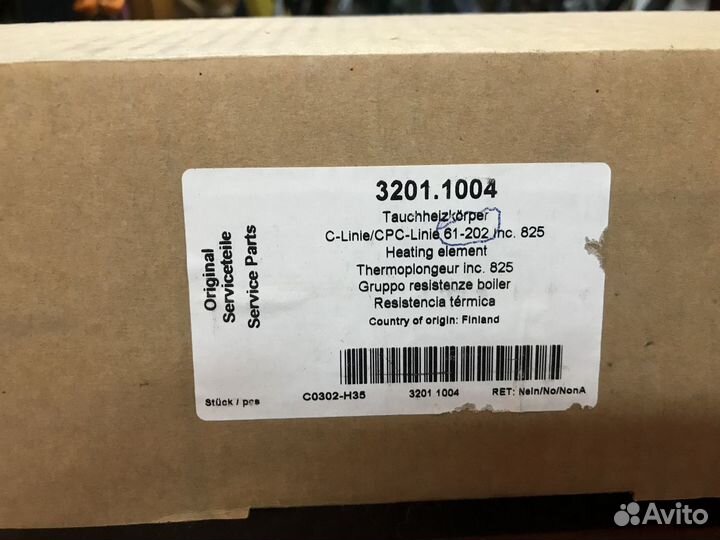 3201.1004
Tauchheizkörper
C-Linie/CPC-Linie 61-202 inc. 825
Heating element
Thermoplongeur inc. 825
Gruppo resistenze boiler
Resistencia térmica
Country of origin: Finland
Original
Serviceteile
Service Parts
Stück / pcs
C0302-H35
3201 1004
RET: Nein/No/NonA
Avito